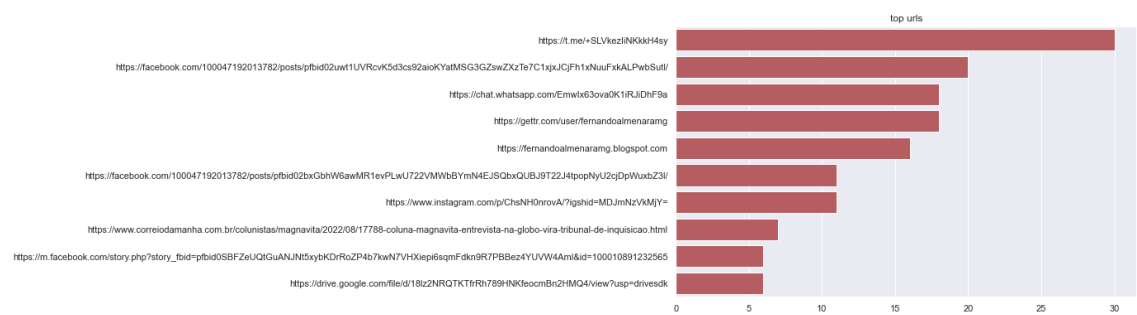 top urls
https://t.me/+SLVkezIiNKkkH4sy
https://facebook.com/100047192013782/posts/pfbid02uwt1UVRcvK5d3cs92aioKYatMSG3GZswZXzTe7C1xjxJCjFh1xNuuFxkALPwbSutl/
https://chat.whatsapp.com/Emwlx63ova0K1iRJiDhF9a
https://gettr.com/user/fernandoalmenaramg
https://fernandoalmenaramg.blogspot.com
https://facebook.com/100047192013782/posts/pfbid02bxGbhW6awMR1evPLwU722VMWbBYmN4EJSQbxQUBJ9T22J4tpopNyU2cjDpWuxbZ3l/
https://www.instagram.com/p/ChsNH0nrovA/?igshid=MDJmNzVkMjY=
https://www.correiodamanha.com.br/colunistas/magnavita/2022/08/17788-coluna-magnavita-entrevista-na-globo-vira-tribunal-de-inquisicao.html
https://m.facebook.com/story.php?story_fbid=pfbid0SBFZeUQtGuANJNt5xybKDrRoZP4b7kwN7VHXiepi6sqmFdkn9R7PBBez4YUVW4Aml&id=100010891232565
https://drive.google.com/file/d/18lz2NRQTKTfrRh789HNKfeocmBn2HMQ4/view?usp=drivesdk
0 5 10 15 20 25 30